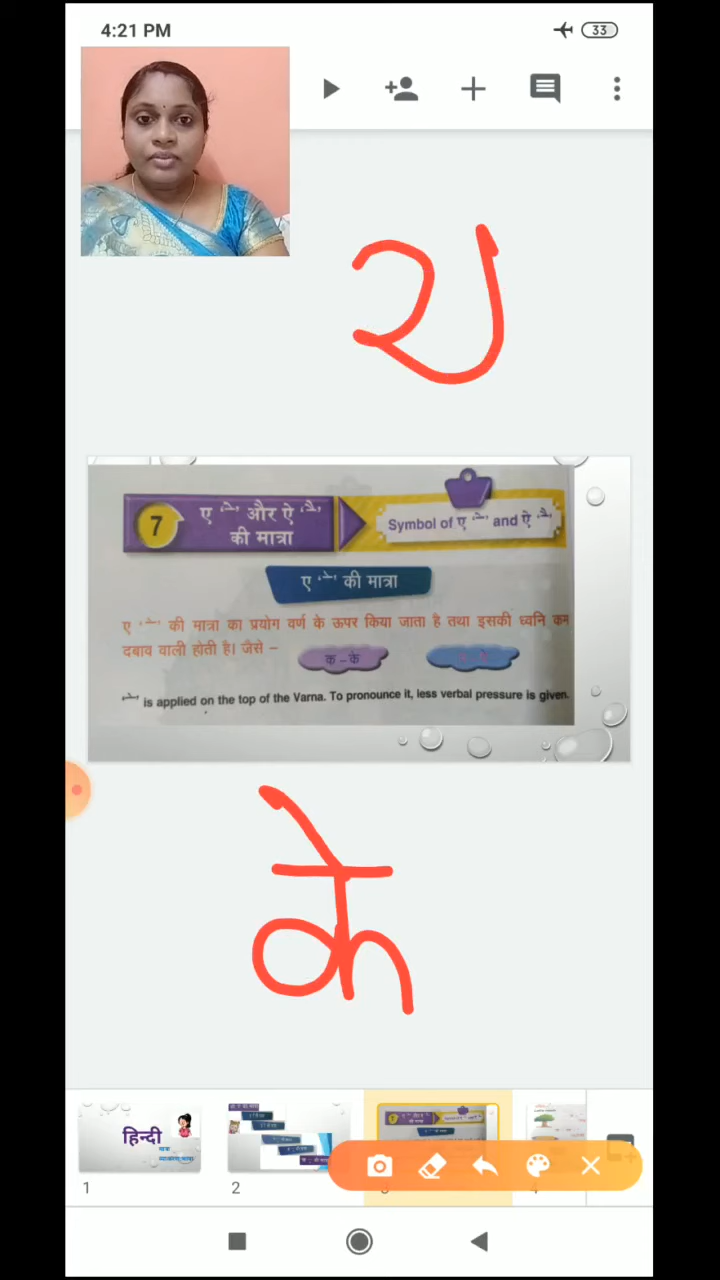 4:21 PM
33
य
7
ए ‘े’ और ऐ ‘ै’
की मात्रा
Symbol of ए ‘े’ and ऐ ‘ै’
ए ‘े’ की मात्रा
ए ‘े’ की मात्रा का प्रयोग वर्ण के ऊपर किया जाता है तथा इसकी ध्वनि कम
दबाव वाली होती है। जैसे –
क – के
‘े’ is applied on the top of the Varna. To pronounce it, less verbal pressure is given.
के
हिन्दी
1
2